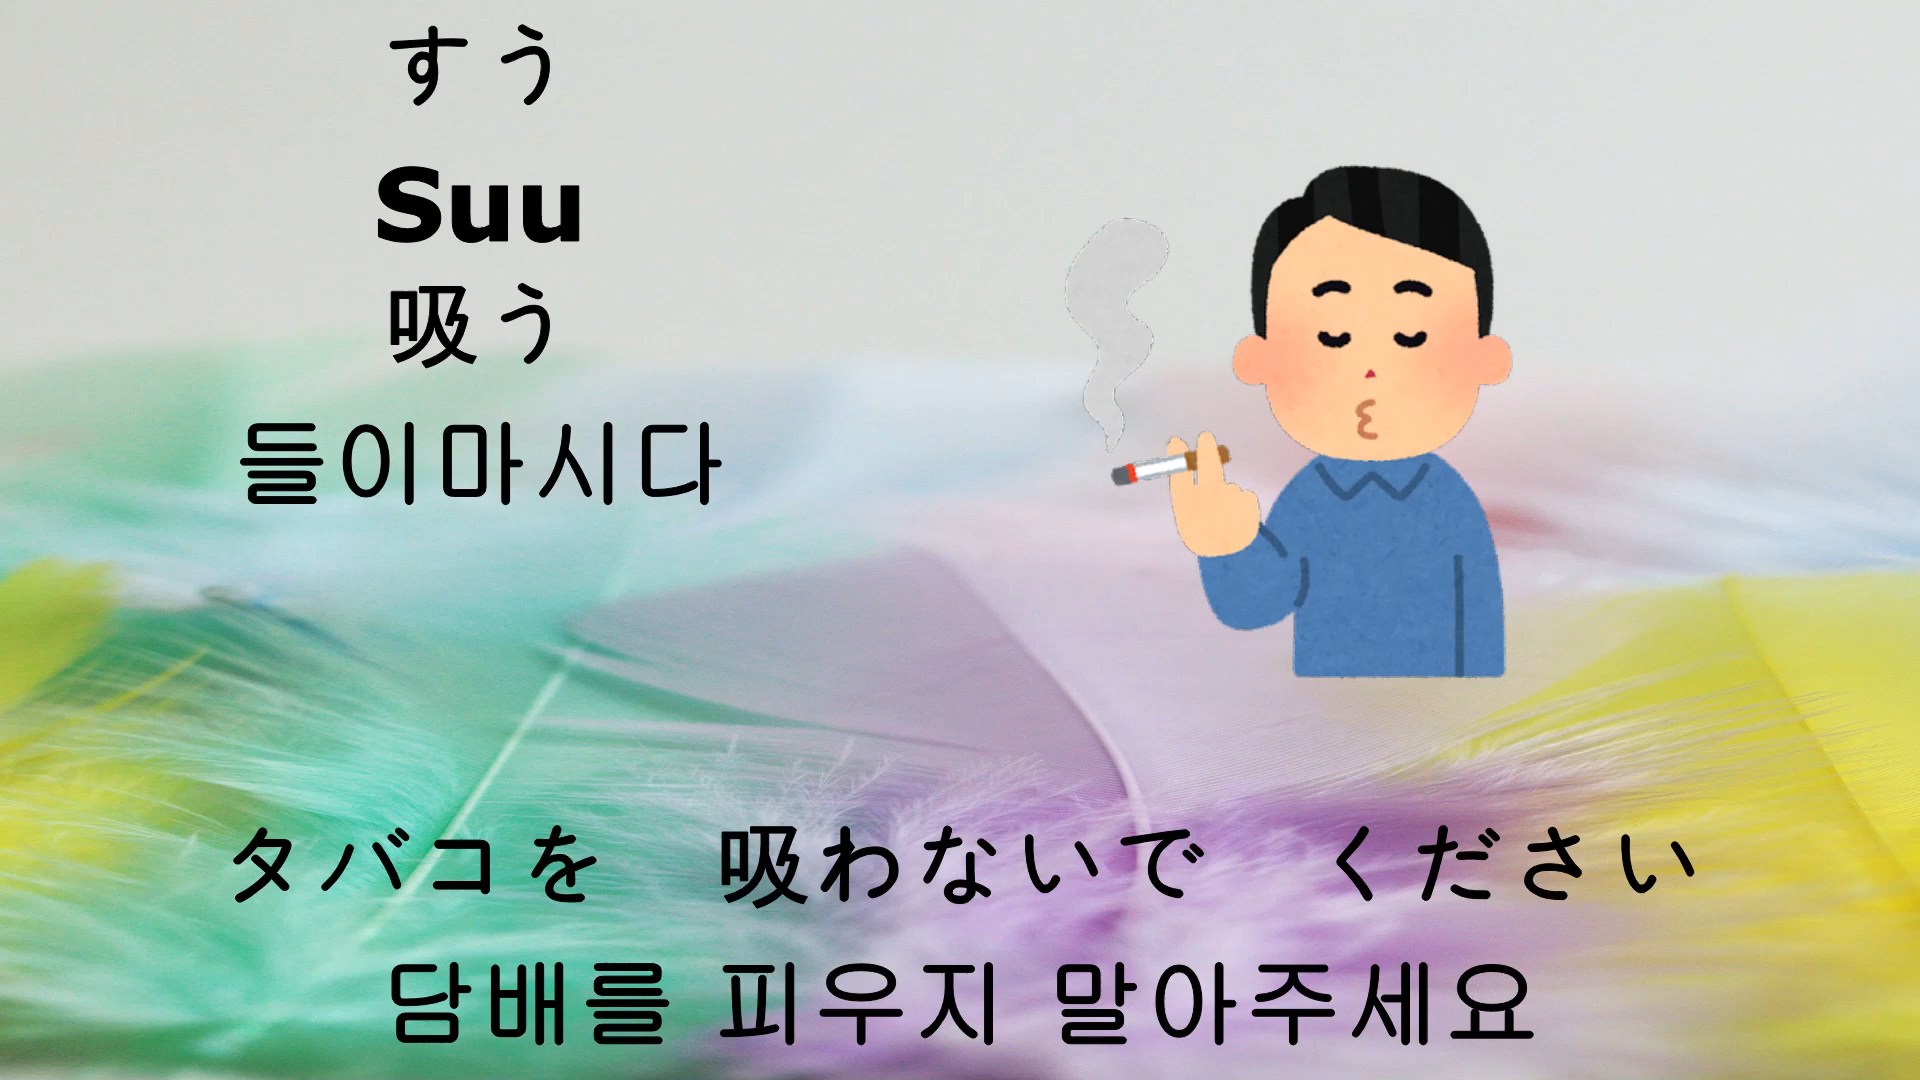 すう
Suu
吸う
들이마시다
タバコを　吸わないで　ください
담배를 피우지 말아주세요